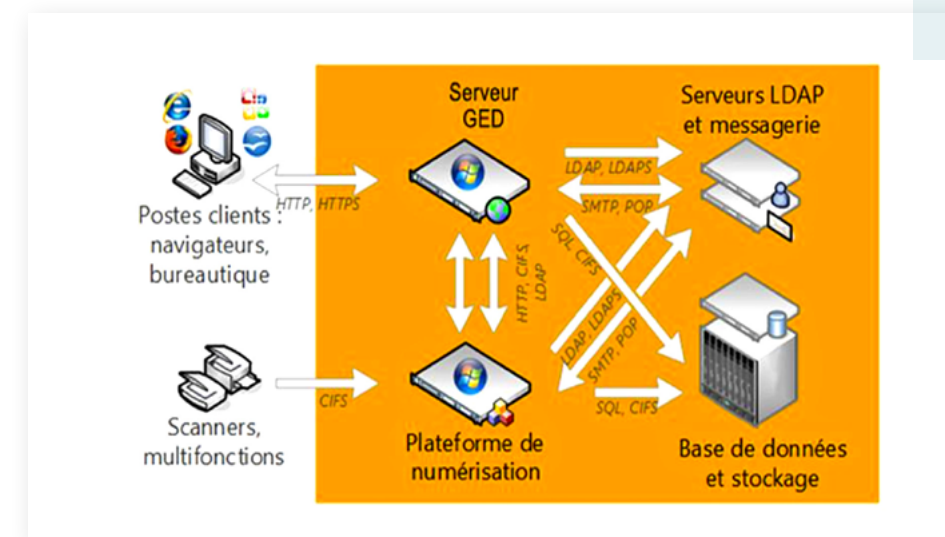 Serveur
GED
Serveurs LDAP
et messagerie
LDAP, LDAPS
SMTP, POP
HTTP, HTTPS
Postes clients :
navigateurs,
bureautique
SQL, CIFS
HTTP, CIFS,
LDAP
LDAP, LDAPS
SMTP, POP
CIFS
SQL, CIFS
Scanners,
multifonctions
Plateforme de
numérisation
Base de données
et stockage